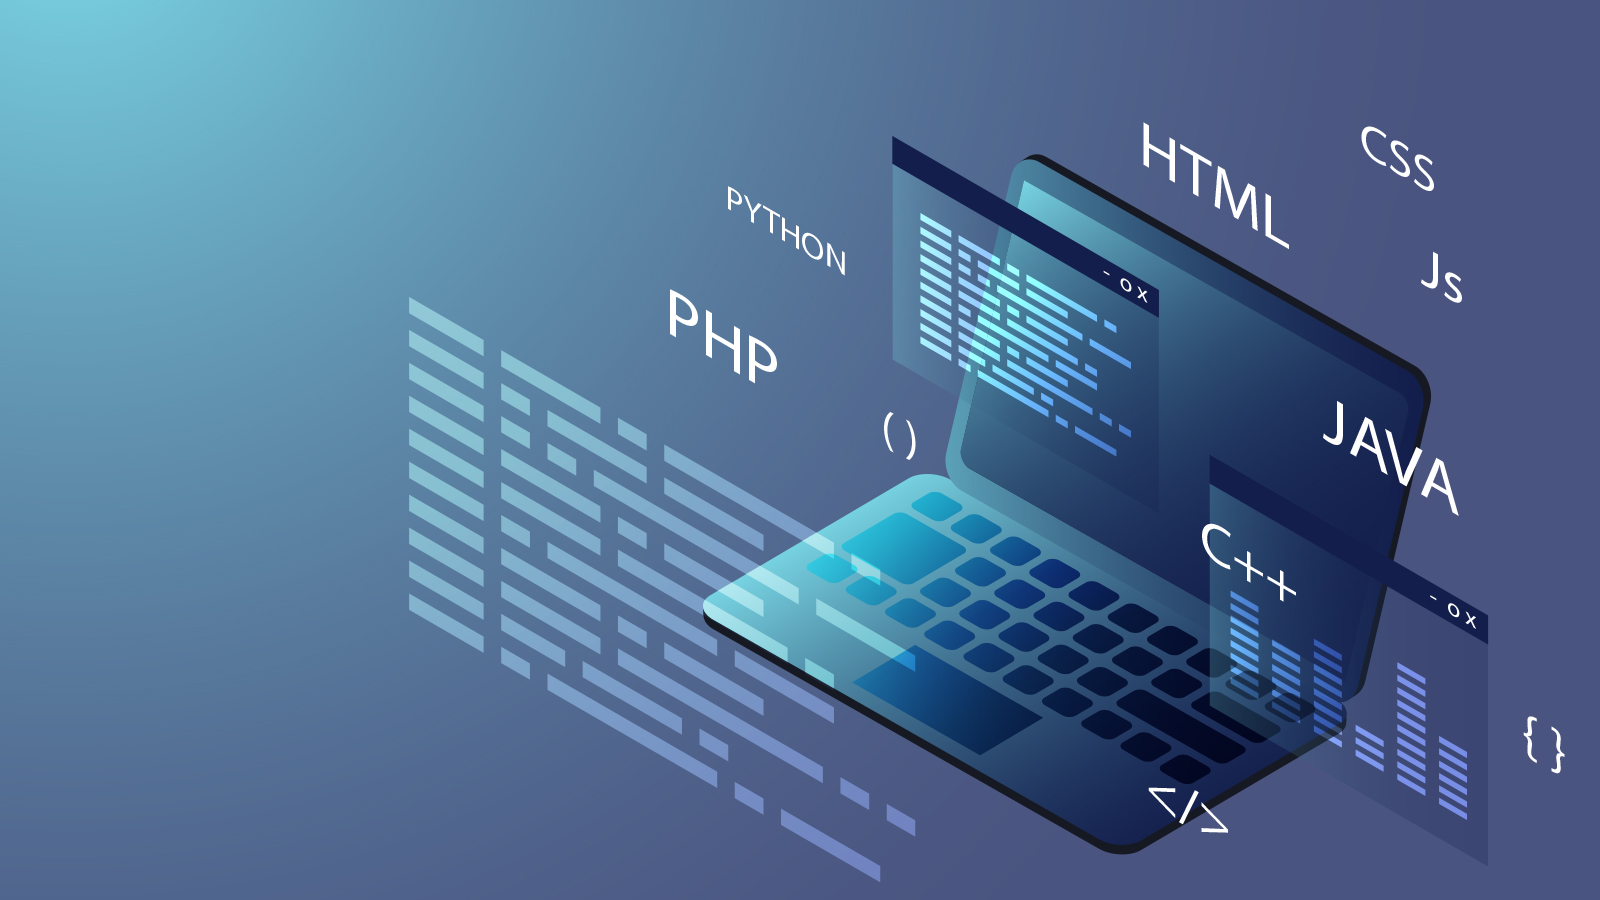 HTML
CSS
PYTHON
Js
- o x
PHP
JAVA
( )
C++
- o x
{ }
</>